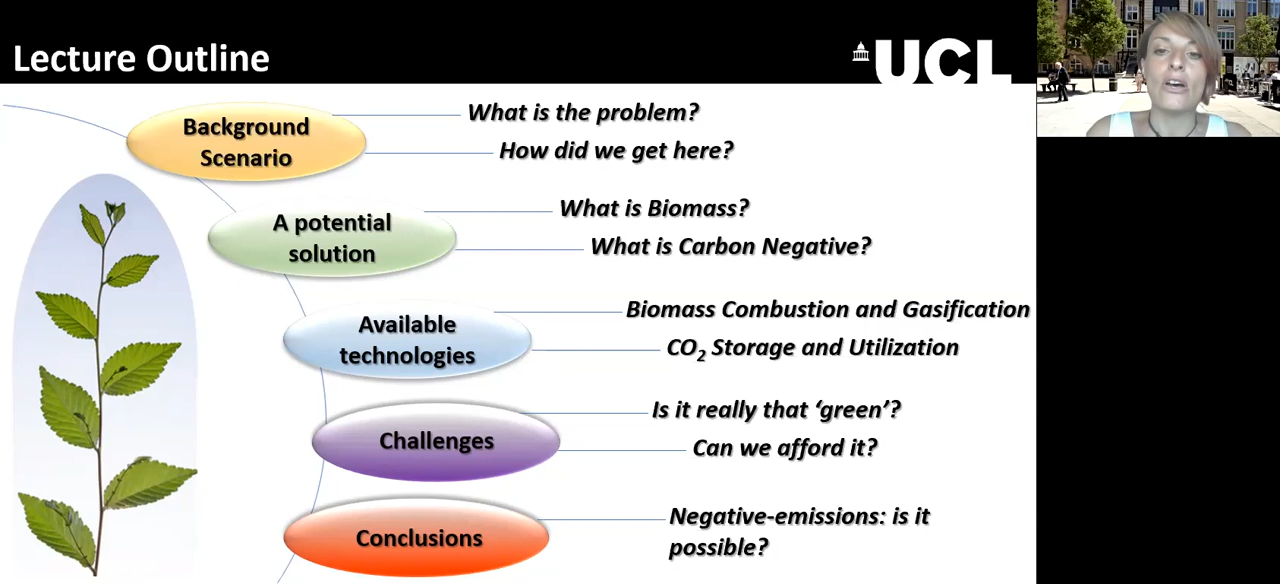 Lecture Outline
UCL
Background
Scenario
What is the problem?
How did we get here?
A potential
solution
What is Biomass?
What is Carbon Negative?
Available
technologies
Biomass Combustion and Gasification
CO₂ Storage and Utilization
Challenges
Is it really that ‘green’?
Can we afford it?
Conclusions
Negative-emissions: is it
possible?